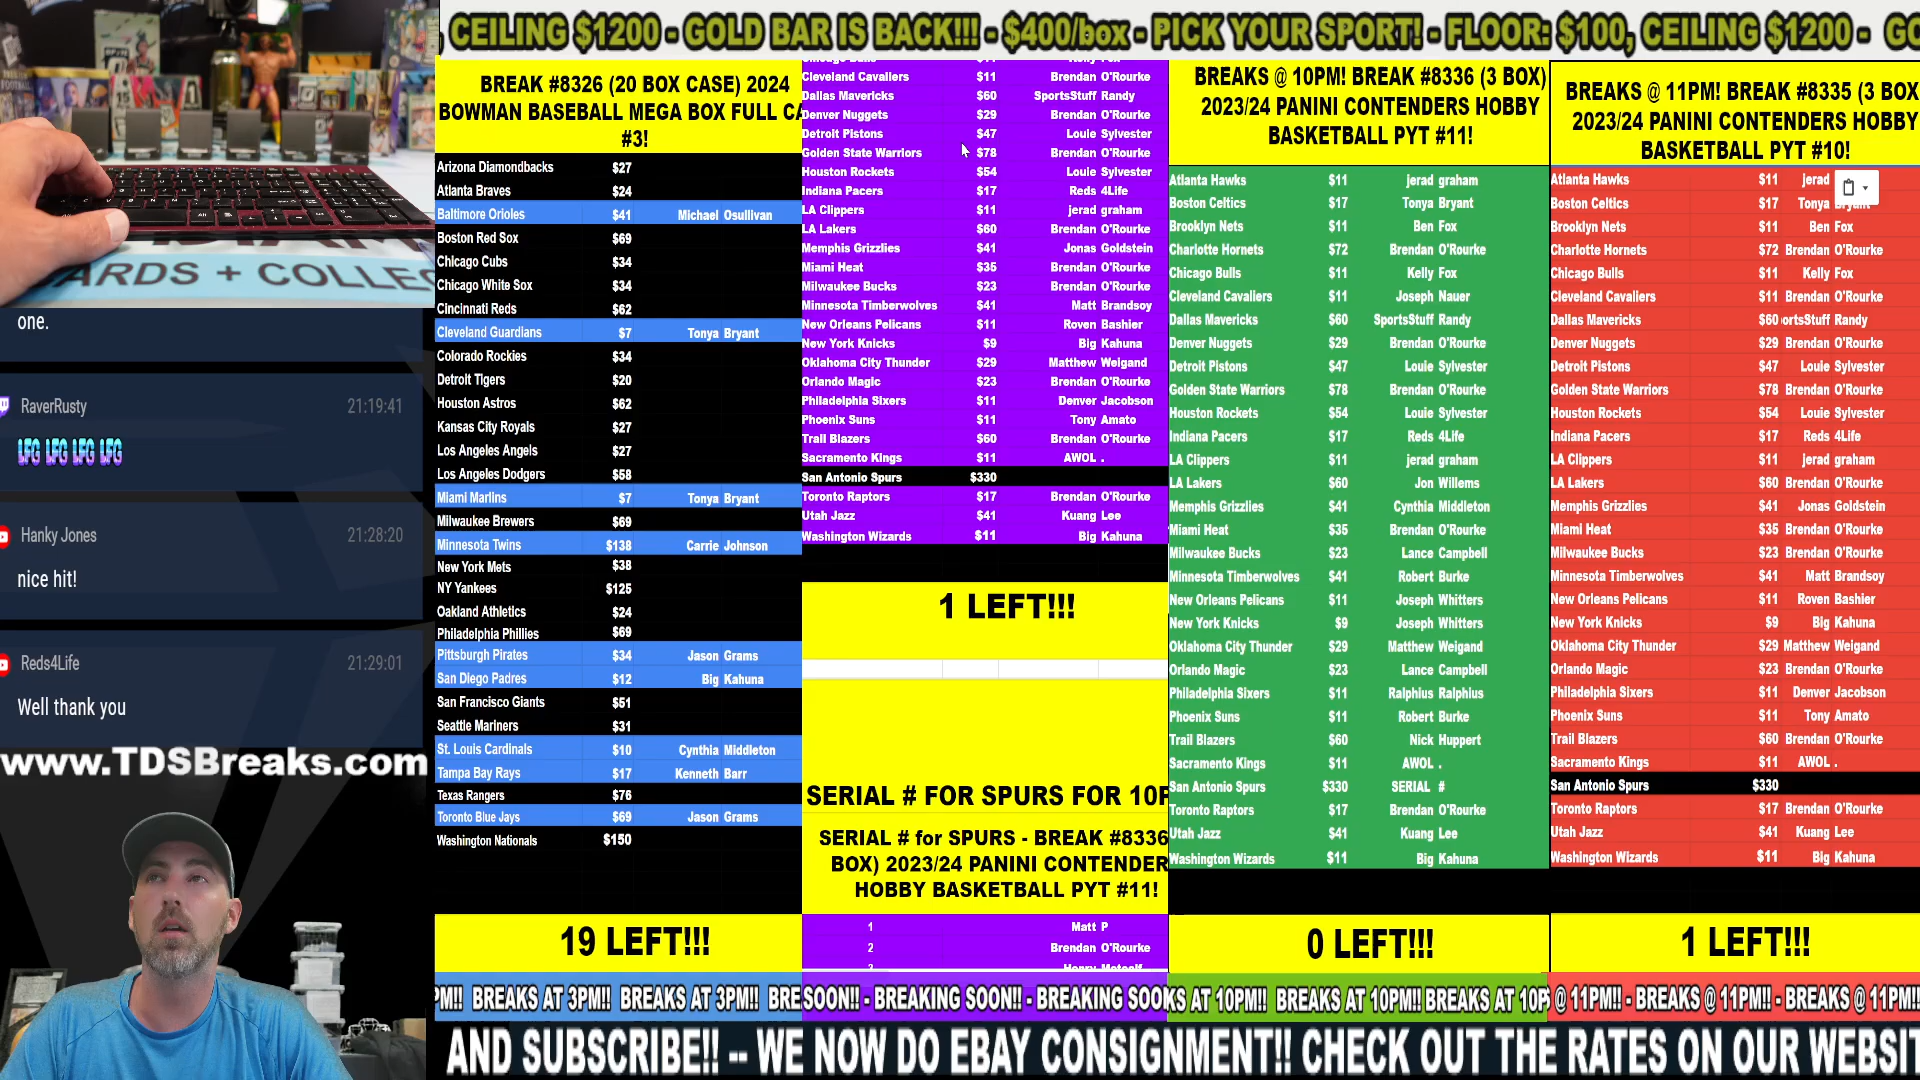 , CEILING $1200 - GOLD BAR IS BACK!!! - $400/box - PICK YOUR SPORT! - FLOOR: $100, CEILING $1200 - GO
ARDS + COLLEC
one.
RaverRusty 21:19:41
LFG LFG LFG LFG
Hanky Jones 21:28:20
nice hit!
Reds4Life 21:29:01
Well thank you
www.TDSBreaks.com
BREAK #8326 (20 BOX CASE) 2024
BOWMAN BASEBALL MEGA BOX FULL CA
#3!
Arizona Diamondbacks $27
Atlanta Braves $24
Baltimore Orioles $41 Michael Osullivan
Boston Red Sox $69
Chicago Cubs $34
Chicago White Sox $34
Cincinnati Reds $62
Cleveland Guardians $7 Tonya Bryant
Colorado Rockies $34
Detroit Tigers $20
Houston Astros $62
Kansas City Royals $27
Los Angeles Angels $27
Los Angeles Dodgers $58
Miami Marlins $7 Tonya Bryant
Milwaukee Brewers $69
Minnesota Twins $138 Carrie Johnson
New York Mets $38
NY Yankees $125
Oakland Athletics $24
Philadelphia Phillies $69
Pittsburgh Pirates $34 Jason Grams
San Diego Padres $12 Big Kahuna
San Francisco Giants $51
Seattle Mariners $31
St. Louis Cardinals $10 Cynthia Middleton
Tampa Bay Rays $17 Kenneth Barr
Texas Rangers $76
Toronto Blue Jays $69 Jason Grams
Washington Nationals $150
19 LEFT!!!
PM!! BREAKS AT 3PM!! BREAKS AT 3PM!! BRE
Chicago Bulls $11 Kelly Fox
Cleveland Cavaliers $11 Brendan O'Rourke
Dallas Mavericks $60 SportsStuff Randy
Denver Nuggets $29 Brendan O'Rourke
Detroit Pistons $47 Louie Sylvester
Golden State Warriors $78 Brendan O'Rourke
Houston Rockets $54 Louie Sylvester
Indiana Pacers $17 Reds 4Life
LA Clippers $11 jerad graham
LA Lakers $60 Brendan O'Rourke
Memphis Grizzlies $41 Jonas Goldstein
Miami Heat $35 Brendan O'Rourke
Milwaukee Bucks $23 Brendan O'Rourke
Minnesota Timberwolves $41 Matt Brandsoy
New Orleans Pelicans $11 Roven Bashier
New York Knicks $9 Big Kahuna
Oklahoma City Thunder $29 Matthew Weigand
Orlando Magic $23 Brendan O'Rourke
Philadelphia Sixers $11 Denver Jacobson
Phoenix Suns $11 Tony Amato
Trail Blazers $60 Brendan O'Rourke
Sacramento Kings $11 AWOL .
San Antonio Spurs $330
Toronto Raptors $17 Brendan O'Rourke
Utah Jazz $41 Kuang Lee
Washington Wizards $11 Big Kahuna
1 LEFT!!!
SERIAL # FOR SPURS FOR 10P
SERIAL # for SPURS - BREAK #8336
BOX) 2023/24 PANINI CONTENDER
HOBBY BASKETBALL PYT #11!
1 Matt P
2 Brendan O'Rourke
3 Henry Metcalf
SOON!! - BREAKING SOON!! - BREAKING SOO
BREAKS @ 10PM! BREAK #8336 (3 BOX)
2023/24 PANINI CONTENDERS HOBBY
BASKETBALL PYT #11!
Atlanta Hawks $11 jerad graham
Boston Celtics $17 Tonya Bryant
Brooklyn Nets $11 Ben Fox
Charlotte Hornets $72 Brendan O'Rourke
Chicago Bulls $11 Kelly Fox
Cleveland Cavaliers $11 Joseph Nauer
Dallas Mavericks $60 SportsStuff Randy
Denver Nuggets $29 Brendan O'Rourke
Detroit Pistons $47 Louie Sylvester
Golden State Warriors $78 Brendan O'Rourke
Houston Rockets $54 Louie Sylvester
Indiana Pacers $17 Reds 4Life
LA Clippers $11 jerad graham
LA Lakers $60 Jon Willems
Memphis Grizzlies $41 Cynthia Middleton
Miami Heat $35 Brendan O'Rourke
Milwaukee Bucks $23 Lance Campbell
Minnesota Timberwolves $41 Robert Burke
New Orleans Pelicans $11 Joseph Whitters
New York Knicks $9 Joseph Whitters
Oklahoma City Thunder $29 Matthew Weigand
Orlando Magic $23 Lance Campbell
Philadelphia Sixers $11 Ralphius Ralphius
Phoenix Suns $11 Robert Burke
Trail Blazers $60 Nick Huppert
Sacramento Kings $11 AWOL .
San Antonio Spurs $330 SERIAL #
Toronto Raptors $17 Brendan O'Rourke
Utah Jazz $41 Kuang Lee
Washington Wizards $11 Big Kahuna
0 LEFT!!!
KS AT 10PM!! BREAKS AT 10PM!! BREAKS AT 10P
BREAKS @ 11PM! BREAK #8335 (3 BOX
2023/24 PANINI CONTENDERS HOBBY
BASKETBALL PYT #10!
Atlanta Hawks $11 jerad
Boston Celtics $17 Tonya Bryant
Brooklyn Nets $11 Ben Fox
Charlotte Hornets $72 Brendan O'Rourke
Chicago Bulls $11 Kelly Fox
Cleveland Cavaliers $11 Brendan O'Rourke
Dallas Mavericks $60 ortsStuff Randy
Denver Nuggets $29 Brendan O'Rourke
Detroit Pistons $47 Louie Sylvester
Golden State Warriors $78 Brendan O'Rourke
Houston Rockets $54 Louie Sylvester
Indiana Pacers $17 Reds 4Life
LA Clippers $11 jerad graham
LA Lakers $60 Brendan O'Rourke
Memphis Grizzlies $41 Jonas Goldstein
Miami Heat $35 Brendan O'Rourke
Milwaukee Bucks $23 Brendan O'Rourke
Minnesota Timberwolves $41 Matt Brandsoy
New Orleans Pelicans $11 Roven Bashier
New York Knicks $9 Big Kahuna
Oklahoma City Thunder $29 Matthew Weigand
Orlando Magic $23 Brendan O'Rourke
Philadelphia Sixers $11 Denver Jacobson
Phoenix Suns $11 Tony Amato
Trail Blazers $60 Brendan O'Rourke
Sacramento Kings $11 AWOL .
San Antonio Spurs $330
Toronto Raptors $17 Brendan O'Rourke
Utah Jazz $41 Kuang Lee
Washington Wizards $11 Big Kahuna
1 LEFT!!!
@ 11PM!! - BREAKS @ 11PM!! - BREAKS @ 11PM!!
AND SUBSCRIBE!! -- WE NOW DO EBAY CONSIGNMENT!! CHECK OUT THE RATES ON OUR WEBSIT